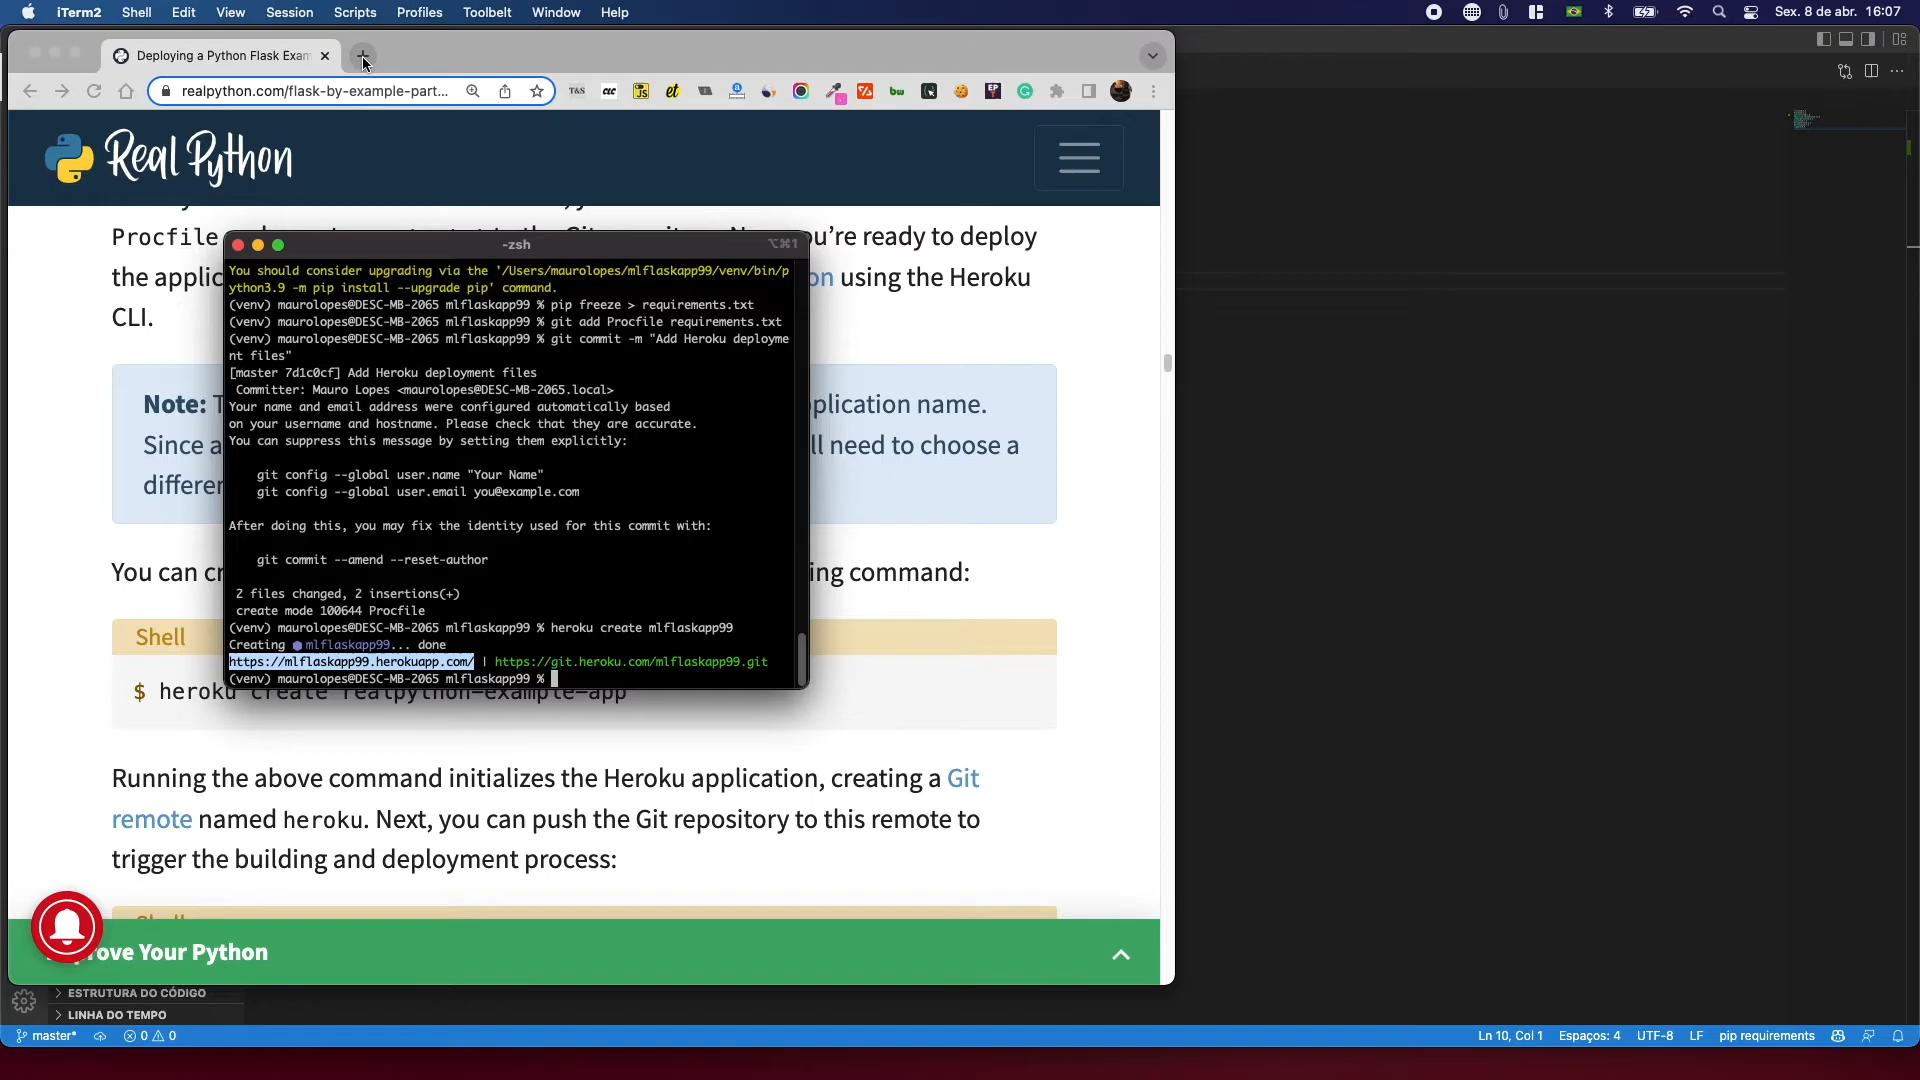 iTerm2 Shell Edit View Session Scripts Profiles Toolbelt Window Help Sex. 8 de abr. 16:07
Deploying a Python Flask Exam
realpython.com/flask-by-example-part...
Real Python
Procfile you're ready to deploy
the applic on using the Heroku
CLI.
-zsh ⌥⌘1
You should consider upgrading via the '/Users/maurolopes/mlflaskapp99/venv/bin/p
ython3.9 -m pip install --upgrade pip' command.
(venv) maurolopes@DESC-MB-2065 mlflaskapp99 % pip freeze > requirements.txt
(venv) maurolopes@DESC-MB-2065 mlflaskapp99 % git add Procfile requirements.txt
(venv) maurolopes@DESC-MB-2065 mlflaskapp99 % git commit -m "Add Heroku deployme
nt files"
[master 7d1c0cf] Add Heroku deployment files
Committer: Mauro Lopes <maurolopes@DESC-MB-2065.local>
Your name and email address were configured automatically based
on your username and hostname. Please check that they are accurate.
You can suppress this message by setting them explicitly:
git config --global user.name "Your Name"
git config --global user.email you@example.com
After doing this, you may fix the identity used for this commit with:
git commit --amend --reset-author
2 files changed, 2 insertions(+)
create mode 100644 Procfile
(venv) maurolopes@DESC-MB-2065 mlflaskapp99 % heroku create mlflaskapp99
Creating ⬢ mlflaskapp99... done
https://mlflaskapp99.herokuapp.com/ | https://git.heroku.com/mlflaskapp99.git
(venv) maurolopes@DESC-MB-2065 mlflaskapp99 %
Note: T plication name.
Since a ll need to choose a
differen
You can cr ing command:
Shell
$ heroku create realpython-example-app
Running the above command initializes the Heroku application, creating a Git
remote named heroku. Next, you can push the Git repository to this remote to
trigger the building and deployment process:
Shell
rove Your Python
ESTRUTURA DO CÓDIGO
LINHA DO TEMPO
master* 0 0 Ln 10, Col 1 Espaços: 4 UTF-8 LF pip requirements